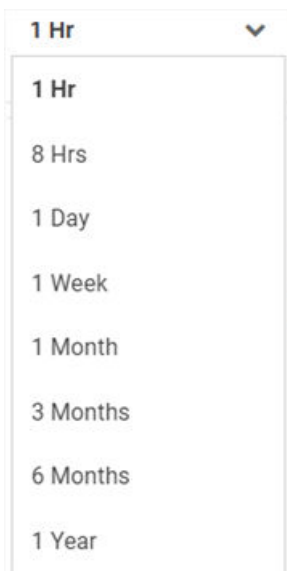 1 Hr
1 Hr
8 Hrs
1 Day
1 Week
1 Month
3 Months
6 Months
1 Year